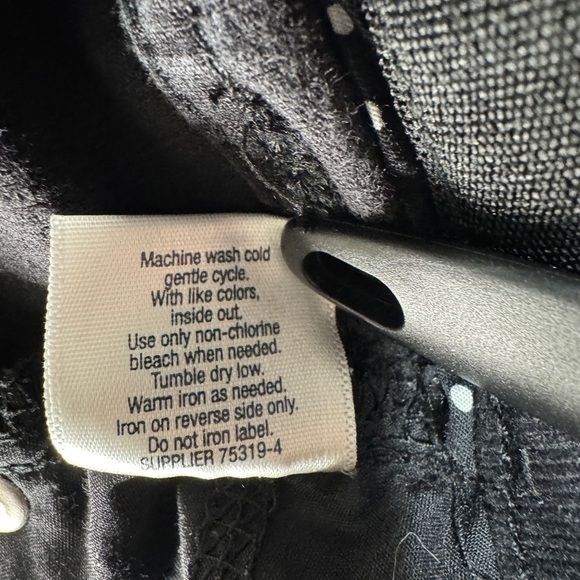 Machine wash cold
gentle cycle.
With like colors,
inside out.
Use only non-chlorine
bleach when needed.
Tumble dry low.
Warm iron as needed.
Iron on reverse side only.
Do not iron label.
SUPPLIER 75319-4